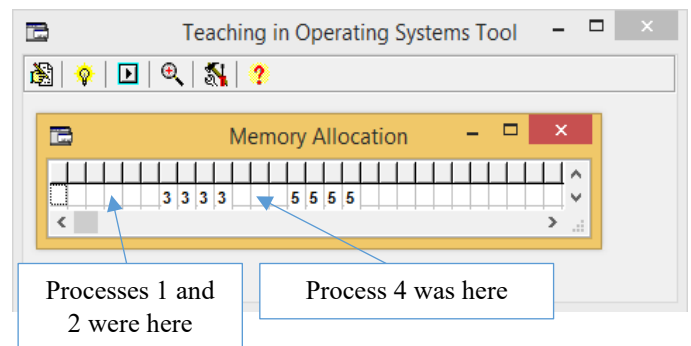 Teaching in Operating Systems Tool
Memory Allocation
3 3 3 3 5 5 5 5
Processes 1 and
2 were here
Process 4 was here